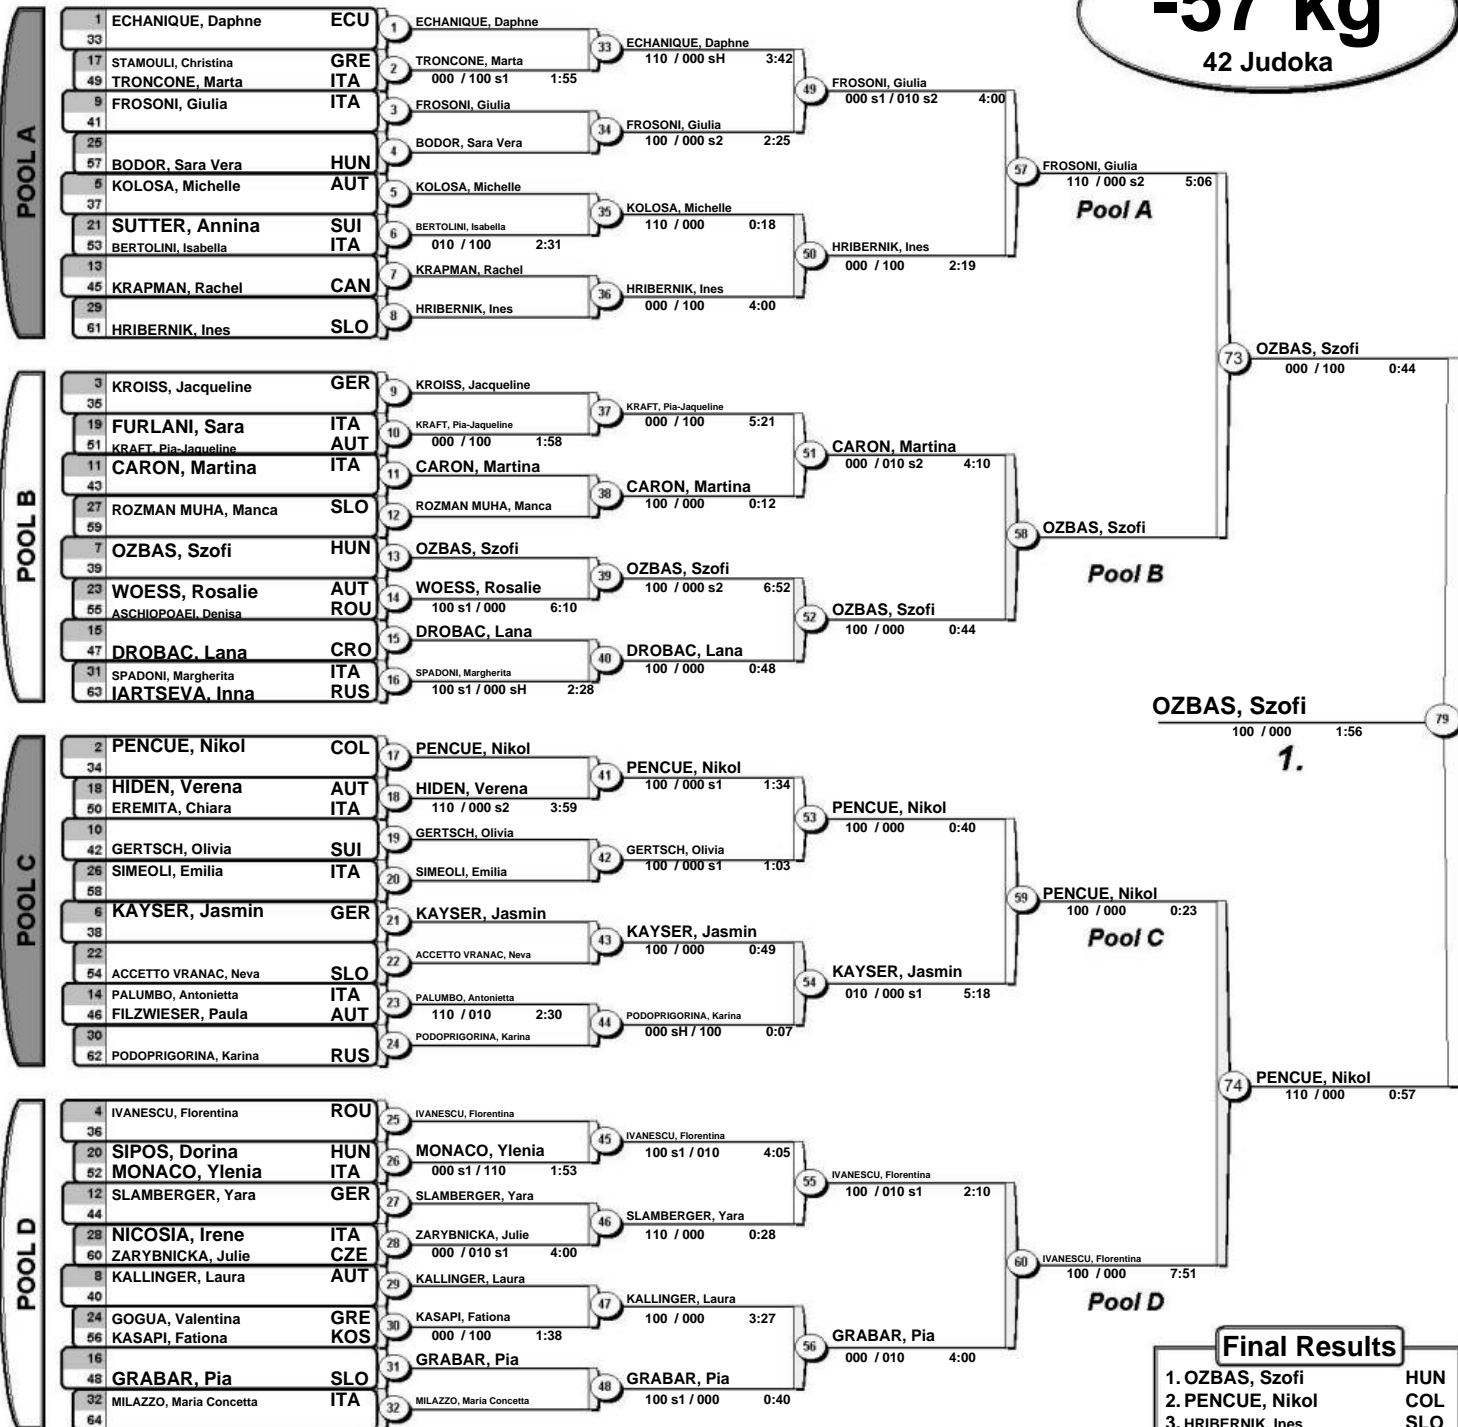 -57 kg
42 Judoka
POOL A
1 ECHANIQUE, Daphne ECU
33
17 STAMOULI, Christina GRE
49 TRONCONE, Marta ITA
9 FROSONI, Giulia ITA
41
25
57 BODOR, Sara Vera HUN
5 KOLOSA, Michelle AUT
37
21 SUTTER, Annina SUI
53 BERTOLINI, Isabella ITA
13
45 KRAPMAN, Rachel CAN
29
61 HRIBERNIK, Ines SLO
1 ECHANIQUE, Daphne
2 TRONCONE, Marta
000 / 100 s1 1:55
3 FROSONI, Giulia
4 BODOR, Sara Vera
5 KOLOSA, Michelle
6 BERTOLINI, Isabella
010 / 100 2:31
7 KRAPMAN, Rachel
8 HRIBERNIK, Ines
33 ECHANIQUE, Daphne
110 / 000 sH 3:42
34 FROSONI, Giulia
100 / 000 s2 2:25
35 KOLOSA, Michelle
110 / 000 0:18
36 HRIBERNIK, Ines
000 / 100 4:00
49 FROSONI, Giulia
000 s1 / 010 s2 4:00
50 HRIBERNIK, Ines
000 / 100 2:19
57 FROSONI, Giulia
110 / 000 s2 5:06
Pool A
POOL B
3 KROISS, Jacqueline GER
35
19 FURLANI, Sara ITA
51 KRAFT, Pia-Jaqueline AUT
11 CARON, Martina ITA
43
27 ROZMAN MUHA, Manca SLO
59
7 OZBAS, Szofi HUN
39
23 WOESS, Rosalie AUT
55 ASCHIOPOAEI, Denisa ROU
15
47 DROBAC, Lana CRO
31 SPADONI, Margherita ITA
63 IARTSEVA, Inna RUS
9 KROISS, Jacqueline
10 KRAFT, Pia-Jaqueline
000 / 100 1:58
11 CARON, Martina
12 ROZMAN MUHA, Manca
13 OZBAS, Szofi
14 WOESS, Rosalie
100 s1 / 000 6:10
15 DROBAC, Lana
16 SPADONI, Margherita
100 s1 / 000 sH 2:28
37 KRAFT, Pia-Jaqueline
000 / 100 5:21
38 CARON, Martina
100 / 000 0:12
39 OZBAS, Szofi
100 / 000 s2 6:52
40 DROBAC, Lana
100 / 000 0:48
51 CARON, Martina
000 / 010 s2 4:10
52 OZBAS, Szofi
100 / 000 0:44
58 OZBAS, Szofi
Pool B
73 OZBAS, Szofi
000 / 100 0:44
OZBAS, Szofi 79
100 / 000 1:56
1.
POOL C
2 PENCUE, Nikol COL
34
18 HIDEN, Verena AUT
50 EREMITA, Chiara ITA
10
42 GERTSCH, Olivia SUI
26 SIMEOLI, Emilia ITA
58
6 KAYSER, Jasmin GER
38
22
54 ACCETTO VRANAC, Neva SLO
14 PALUMBO, Antonietta ITA
46 FILZWIESER, Paula AUT
30
62 PODOPRIGORINA, Karina RUS
17 PENCUE, Nikol
18 HIDEN, Verena
110 / 000 s2 3:59
19 GERTSCH, Olivia
20 SIMEOLI, Emilia
21 KAYSER, Jasmin
22 ACCETTO VRANAC, Neva
23 PALUMBO, Antonietta
110 / 010 2:30
24 PODOPRIGORINA, Karina
41 PENCUE, Nikol
100 / 000 s1 1:34
42 GERTSCH, Olivia
100 / 000 s1 1:03
43 KAYSER, Jasmin
100 / 000 0:49
44 PODOPRIGORINA, Karina
000 sH / 100 0:07
53 PENCUE, Nikol
100 / 000 0:40
54 KAYSER, Jasmin
010 / 000 s1 5:18
59 PENCUE, Nikol
100 / 000 0:23
Pool C
74 PENCUE, Nikol
110 / 000 0:57
POOL D
4 IVANESCU, Florentina ROU
36
20 SIPOS, Dorina HUN
52 MONACO, Ylenia ITA
12 SLAMBERGER, Yara GER
44
28 NICOSIA, Irene ITA
60 ZARYBNICKA, Julie CZE
8 KALLINGER, Laura AUT
40
24 GOGUA, Valentina GRE
56 KASAPI, Fationa KOS
16
48 GRABAR, Pia SLO
32 MILAZZO, Maria Concetta ITA
64
25 IVANESCU, Florentina
26 MONACO, Ylenia
000 s1 / 110 1:53
27 SLAMBERGER, Yara
28 ZARYBNICKA, Julie
000 / 010 s1 4:00
29 KALLINGER, Laura
30 KASAPI, Fationa
000 / 100 1:38
31 GRABAR, Pia
32 MILAZZO, Maria Concetta
45 IVANESCU, Florentina
100 s1 / 010 4:05
46 SLAMBERGER, Yara
110 / 000 0:28
47 KALLINGER, Laura
100 / 000 3:27
48 GRABAR, Pia
100 s1 / 000 0:40
55 IVANESCU, Florentina
100 / 010 s1 2:10
56 GRABAR, Pia
000 / 010 4:00
60 IVANESCU, Florentina
100 / 000 7:51
Pool D
Final Results
1. OZBAS, Szofi HUN
2. PENCUE, Nikol COL
3. HRIBERNIK, Ines SLO